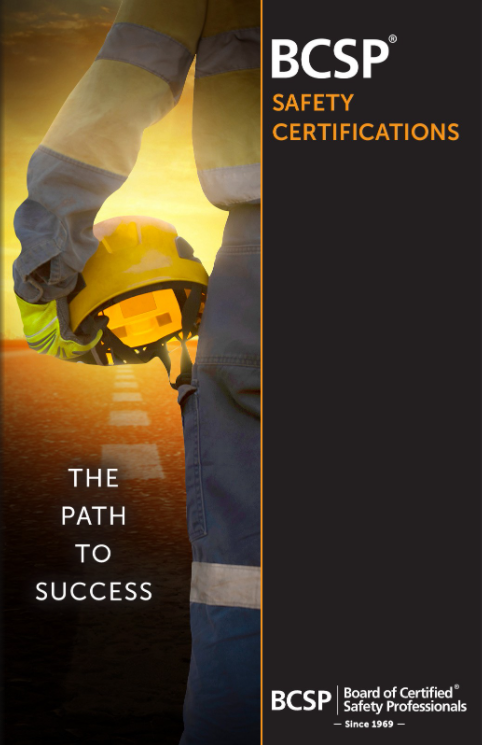 BCSP®
SAFETY
CERTIFICATIONS
THE
PATH
TO
SUCCESS
BCSP
Board of Certified®
Safety Professionals
— Since 1969 —